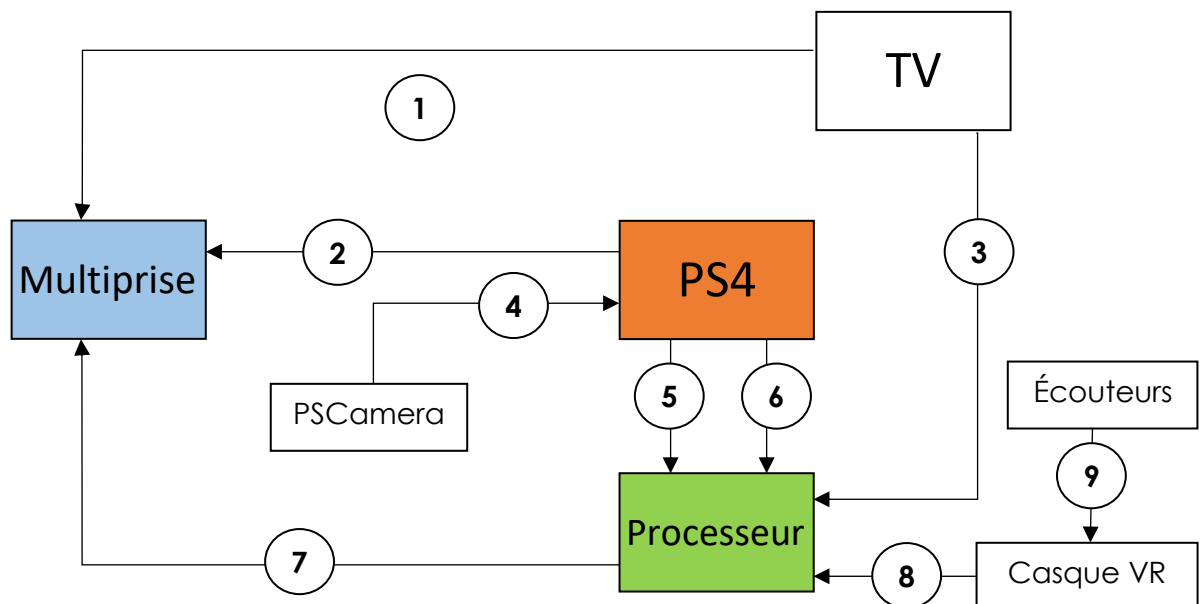 TV
1
Multiprise
2
PS4
3
4
PSCamera
5
6
Écouteurs
9
Processeur
7
8
Casque VR